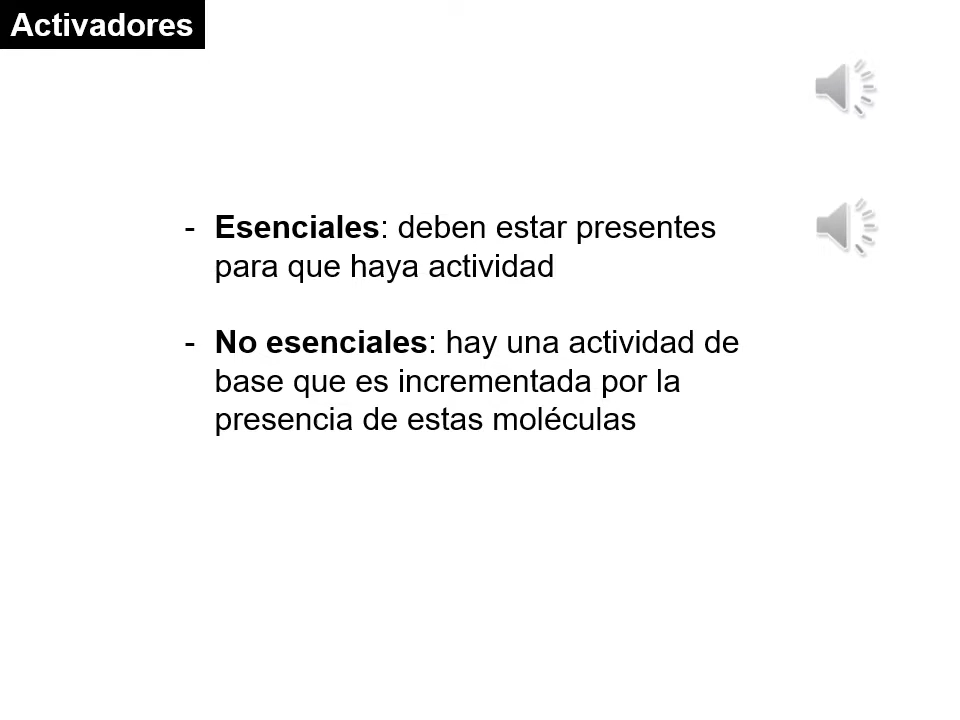 Activadores
- Esenciales: deben estar presentes
para que haya actividad
- No esenciales: hay una actividad de
base que es incrementada por la
presencia de estas moléculas